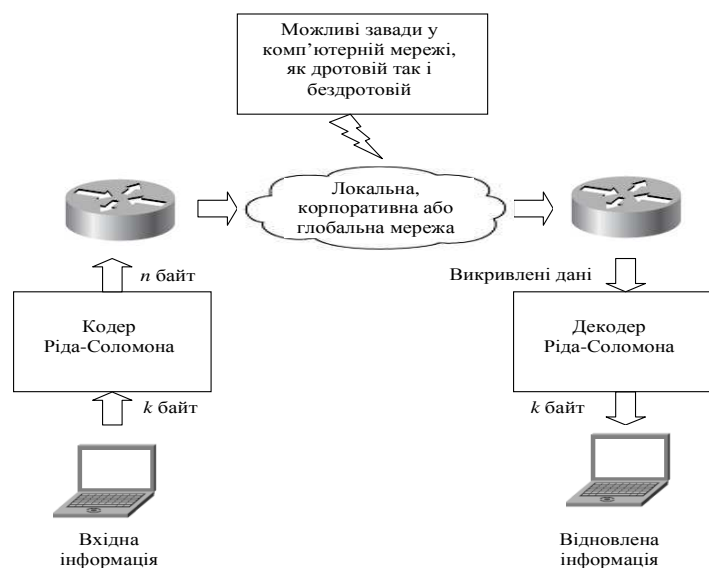 Можливі завади у
комп’ютерній мережі,
як дротовій так і
бездротовій
Локальна,
корпоративна або
глобальна мережа
n байт
Викривлені дані
Кодер
Ріда-Соломона
Декодер
Ріда-Соломона
k байт
k байт
Вхідна
інформація
Відновлена
інформація